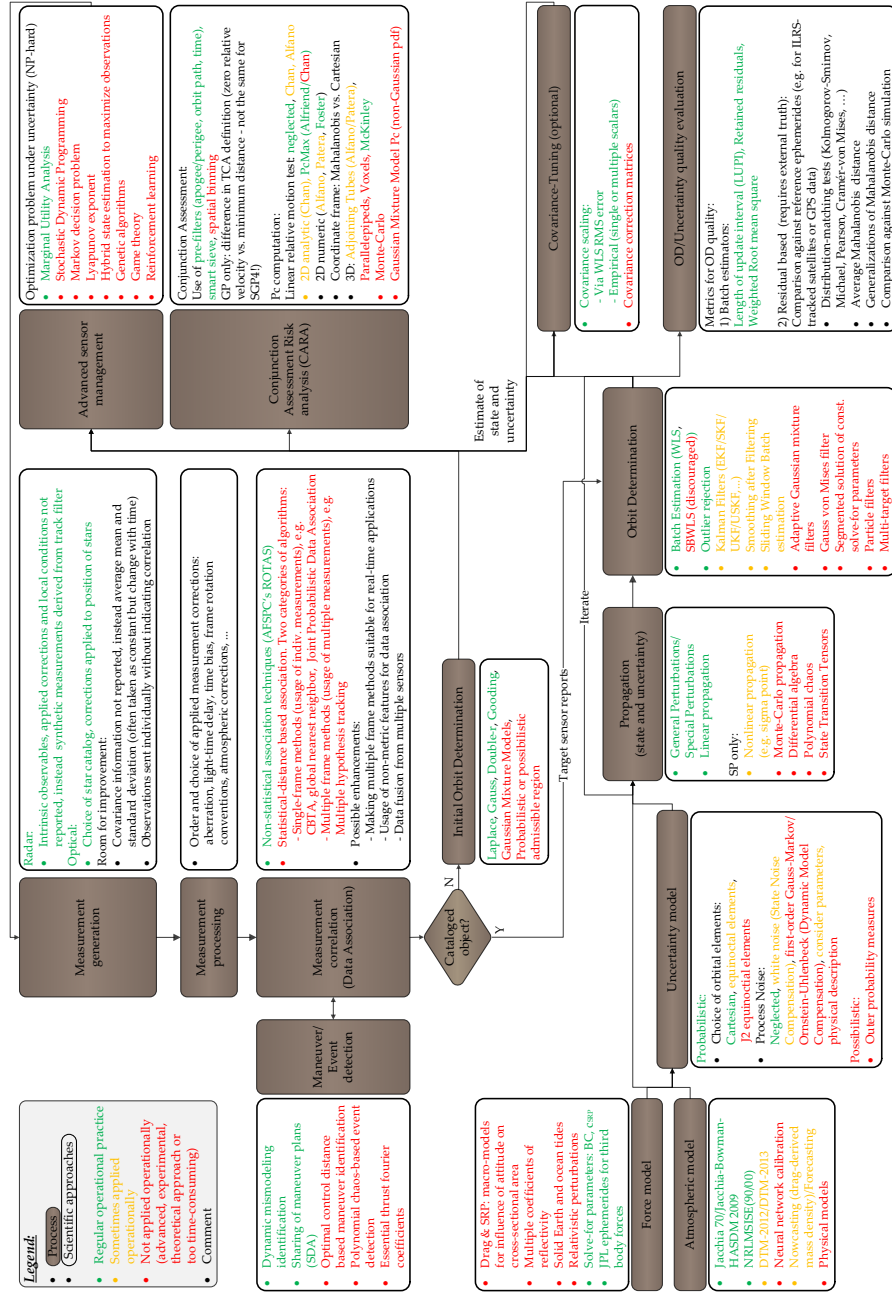 Legend:
• Process
• Scientific approaches
• Regular operational practice
• Sometimes applied
operationally
• Not applied operationally
(advanced, experimental,
theoretical approach or
too time-consuming)
• Comment
Measurement
generation
Radar:
• Intrinsic observables, applied corrections and local conditions not
reported, instead synthetic measurements derived from track filter
Optical:
• Choice of star catalog, corrections applied to position of stars
Room for improvement:
• Covariance information not reported, instead average mean and
standard deviation (often taken as constant but change with time)
• Observations sent individually without indicating correlation
Measurement
processing
• Order and choice of applied measurement corrections:
aberration, light-time delay, time bias, frame rotation
conventions, atmospheric corrections, ...
Maneuver/
Event
detection
• Dynamic mismodeling
identification
• Sharing of maneuver plans
(SDA)
• Optimal control distance
based maneuver identification
• Polynomial chaos-based event
detection
• Essential thrust fourier
coefficients
Measurement
correlation
(Data Association)
• Non-statistical association techniques (AFSPC's ROTAS)
• Statistical-distance based association. Two categories of algorithms:
- Single-frame methods (usage of indiv. measurements), e.g.
CBTA, global nearest neighbor, Joint Probabilistic Data Association
- Multiple frame methods (usage of multiple measurements), e.g.
Multiple hypothesis tracking
• Possible enhancements:
- Making multiple frame methods suitable for real-time applications
- Usage of non-metric features for data association
- Data fusion from multiple sensors
Cataloged
object?
N
Y
Initial Orbit Determination
Laplace, Gauss, Double-r, Gooding,
Gaussian Mixture Models,
Probabilistic or possibilistic
admissible region
Target sensor reports
Advanced sensor
management
Optimization problem under uncertainty (NP-hard)
• Marginal Utility Analysis
• Stochastic Dynamic Programming
• Markov decision problem
• Lyapunov exponent
• Hybrid state estimation to maximize observations
• Genetic algorithms
• Game theory
• Reinforcement learning
Conjunction
Assessment Risk
analysis (CARA)
Conjunction Assessment:
Use of pre-filters (apogee/perigee, orbit path, time),
smart sieve, spatial binning
GP only: difference in TCA definition (zero relative
velocity vs. minimum distance - not the same for
SGP4!)
Pc computation:
Linear relative motion test: neglected, Chan, Alfano
• 2D analytic (Chan), PcMax (Alfriend/Chan)
• 2D numeric (Alfano, Patera, Foster)
• Coordinate frame: Mahalanobis vs. Cartesian
• 3D: Adjoining Tubes (Alfano/Patera),
Parallelepipeds, Voxels, McKinley
• Monte-Carlo
• Gaussian Mixture Model Pc (non-Gaussian pdf)
Estimate of
state and
uncertainty
• Drag & SRP: macro-models
for influence of attitude on
cross-sectional area
• Multiple coefficients of
reflectivity
• Solid Earth and ocean tides
• Relativistic perturbations
• Solve-for parameters: BC, cSRP
• JPL ephemerides for third
body forces
Force model
Atmospheric model
• Jacchia 70/Jacchia-Bowman-
HASDM 2009
• NRLMSISE(90/00)
• DTM-2012/DTM-2013
• Neural network calibration
• Nowcasting (drag-derived
mass density)/Forecasting
• Physical models
Uncertainty model
Probabilistic:
• Choice of orbital elements:
Cartesian, equinoctal elements,
J2 equinoctial elements
• Process Noise:
Neglected, white noise (State Noise
Compensation), first-order Gauss-Markov/
Ornstein-Uhlenbeck (Dynamic Model
Compensation), consider parameters,
physical description
Possibilistic:
• Outer probability measures
Propagation
(state and uncertainty)
• General Perturbations/
Special Perturbations
• Linear propagation
SP only:
• Nonlinear propagation
(e.g. sigma point)
• Monte-Carlo propagation
• Differential algebra
• Polynomial chaos
• State Transition Tensors
Iterate
Orbit Determination
• Batch Estimation (WLS,
SBWLS (discouraged))
• Outlier rejection
• Kalman Filters (EKF/SKF/
UKF/USKF,...)
• Smoothing after Filtering
• Sliding Window Batch
estimation
• Adaptive Gaussian mixture
filters
• Gauss von Mises filter
• Segmented solution of const.
solve-for parameters
• Particle filters
• Multi-target filters
Covariance-Tuning (optional)
• Covariance scaling:
- Via WLS RMS error
- Empirical (single or multiple scalars)
• Covariance correction matrices
OD/Uncertainty quality evaluation
Metrics for OD quality:
1) Batch estimators:
Length of update interval (LUPI), Retained residuals,
Weighted Root mean square
2) Residual based (requires external truth):
Comparison against reference ephemerides (e.g. for ILRS-
tracked satellites or GPS data)
• Distribution-matching tests (Kolmogorov-Smirnov,
Michael, Pearson, Cramér-von Mises, ...)
• Average Mahalanobis distance
• Generalizations of Mahalanobis distance
• Comparison against Monte-Carlo simulation